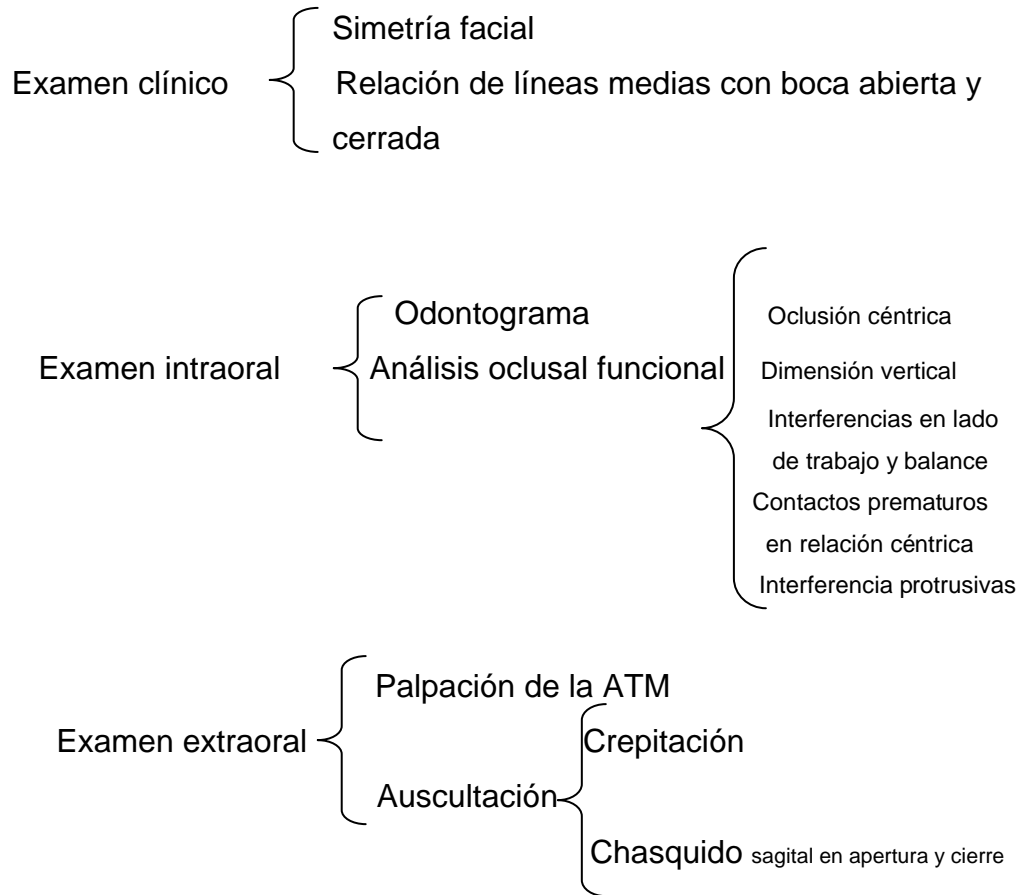 Simetría facial
Examen clínico
Relación de líneas medias con boca abierta y
cerrada
Examen intraoral
Odontograma
Análisis oclusal funcional
Oclusión céntrica
Dimensión vertical
Interferencias en lado
de trabajo y balance
Contactos prematuros
en relación céntrica
Interferencia protrusivas
Examen extraoral
Palpación de la ATM
Auscultación
Crepitación
Chasquido sagital en apertura y cierre